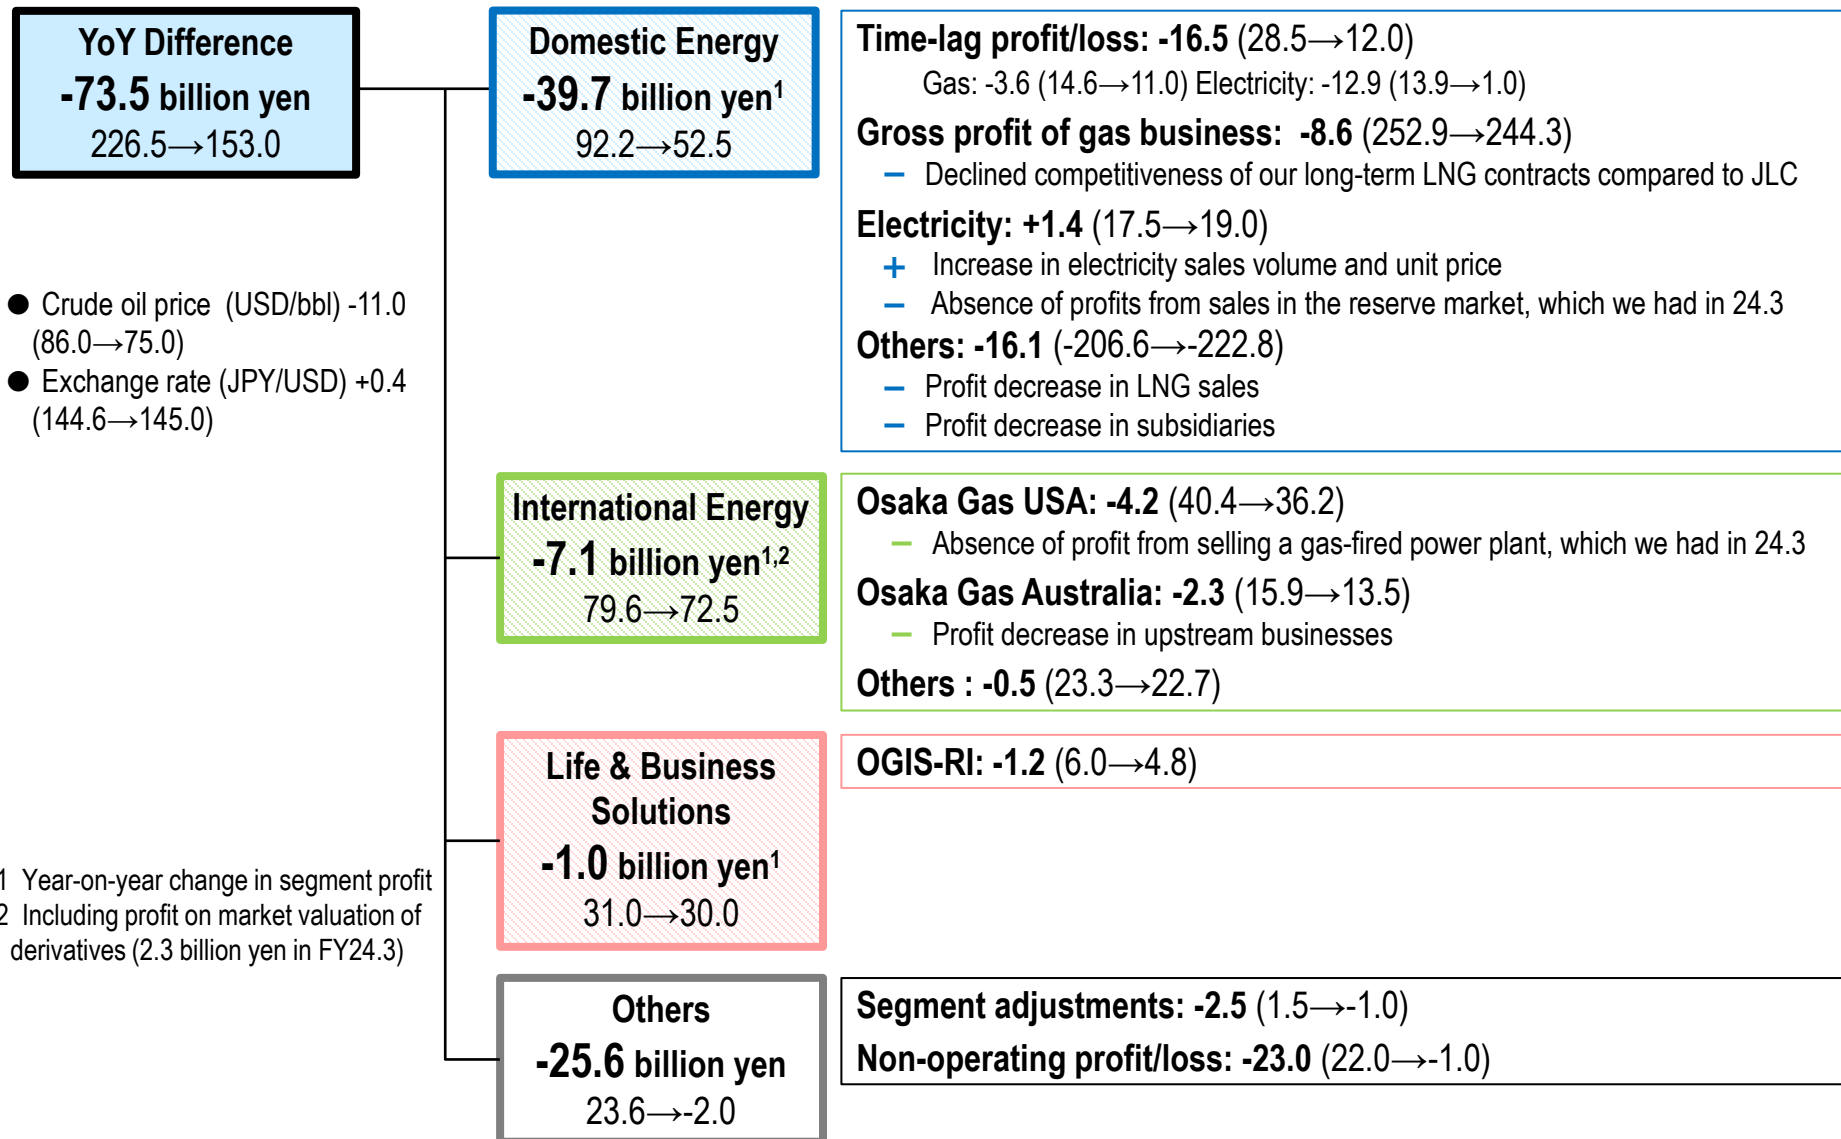 YoY Difference
-73.5 billion yen
226.5→153.0
● Crude oil price (USD/bbl) -11.0
(86.0→75.0)
● Exchange rate (JPY/USD) +0.4
(144.6→145.0)
1 Year-on-year change in segment profit
2 Including profit on market valuation of
derivatives (2.3 billion yen in FY24.3)
Domestic Energy
-39.7 billion yen1
92.2→52.5
Time-lag profit/loss: -16.5 (28.5→12.0)
Gas: -3.6 (14.6→11.0) Electricity: -12.9 (13.9→1.0)
Gross profit of gas business: -8.6 (252.9→244.3)
− Declined competitiveness of our long-term LNG contracts compared to JLC
Electricity: +1.4 (17.5→19.0)
+ Increase in electricity sales volume and unit price
− Absence of profits from sales in the reserve market, which we had in 24.3
Others: -16.1 (-206.6→-222.8)
− Profit decrease in LNG sales
− Profit decrease in subsidiaries
International Energy
-7.1 billion yen1,2
79.6→72.5
Osaka Gas USA: -4.2 (40.4→36.2)
− Absence of profit from selling a gas-fired power plant, which we had in 24.3
Osaka Gas Australia: -2.3 (15.9→13.5)
− Profit decrease in upstream businesses
Others : -0.5 (23.3→22.7)
Life & Business
Solutions
-1.0 billion yen1
31.0→30.0
OGIS-RI: -1.2 (6.0→4.8)
Others
-25.6 billion yen
23.6→-2.0
Segment adjustments: -2.5 (1.5→-1.0)
Non-operating profit/loss: -23.0 (22.0→-1.0)